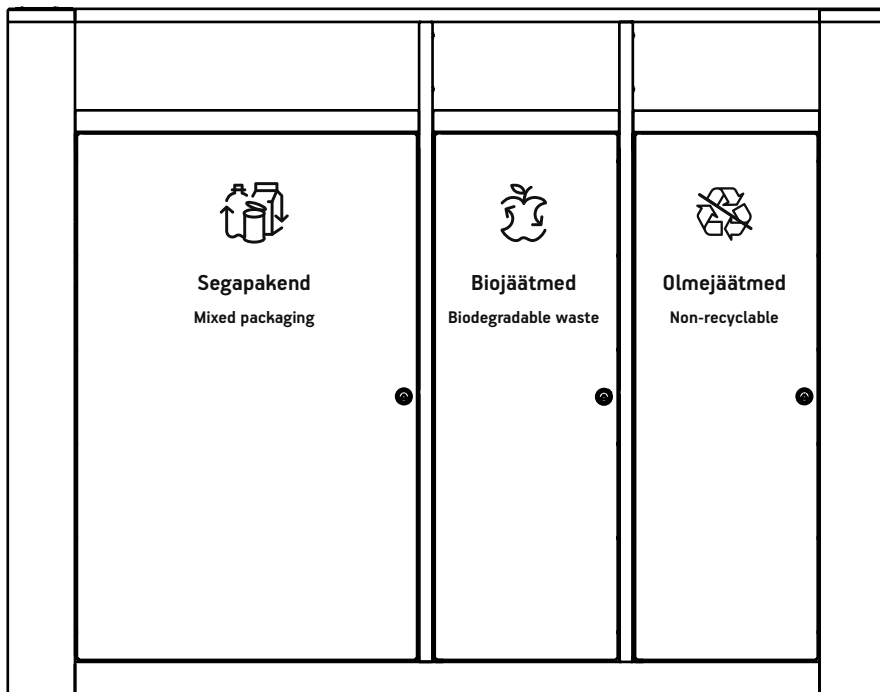 Segapakend
Mixed packaging
Biojäätmed
Biodegradable waste
Olmejäätmed
Non-recyclable